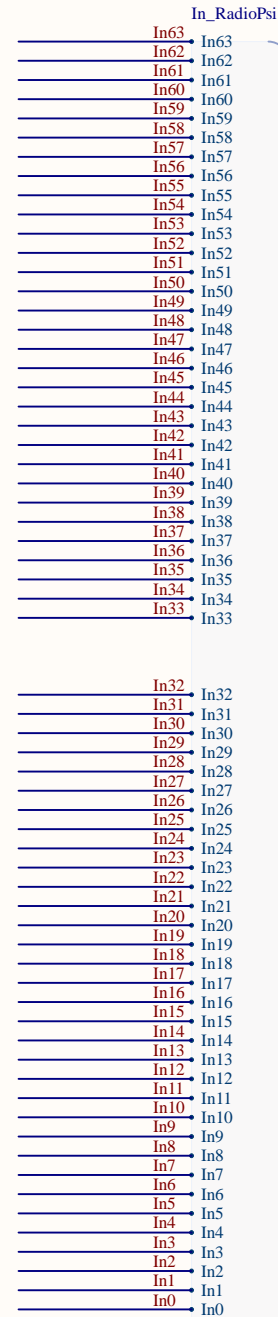 In_RadioPsi
In63 In63
In62 In62
In61 In61
In60 In60
In59 In59
In58 In58
In57 In57
In56 In56
In55 In55
In54 In54
In53 In53
In52 In52
In51 In51
In50 In50
In49 In49
In48 In48
In47 In47
In46 In46
In45 In45
In44 In44
In43 In43
In42 In42
In41 In41
In40 In40
In39 In39
In38 In38
In37 In37
In36 In36
In35 In35
In34 In34
In33 In33
In32 In32
In31 In31
In30 In30
In29 In29
In28 In28
In27 In27
In26 In26
In25 In25
In24 In24
In23 In23
In22 In22
In21 In21
In20 In20
In19 In19
In18 In18
In17 In17
In16 In16
In15 In15
In14 In14
In13 In13
In12 In12
In11 In11
In10 In10
In9 In9
In8 In8
In7 In7
In6 In6
In5 In5
In4 In4
In3 In3
In2 In2
In1 In1
In0 In0